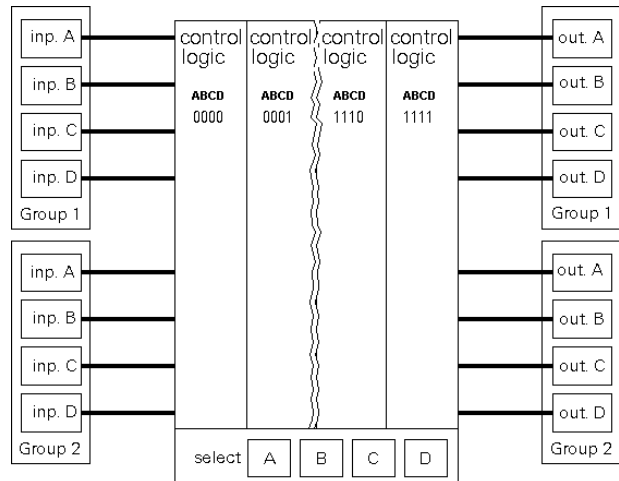 inp. A
inp. B
inp. C
inp. D
Group 1
inp. A
inp. B
inp. C
inp. D
Group 2
control logic
ABCD
0000
control logic
ABCD
0001
control logic
ABCD
1110
control logic
ABCD
1111
select A B C D
out. A
out. B
out. C
out. D
Group 1
out. A
out. B
out. C
out. D
Group 2